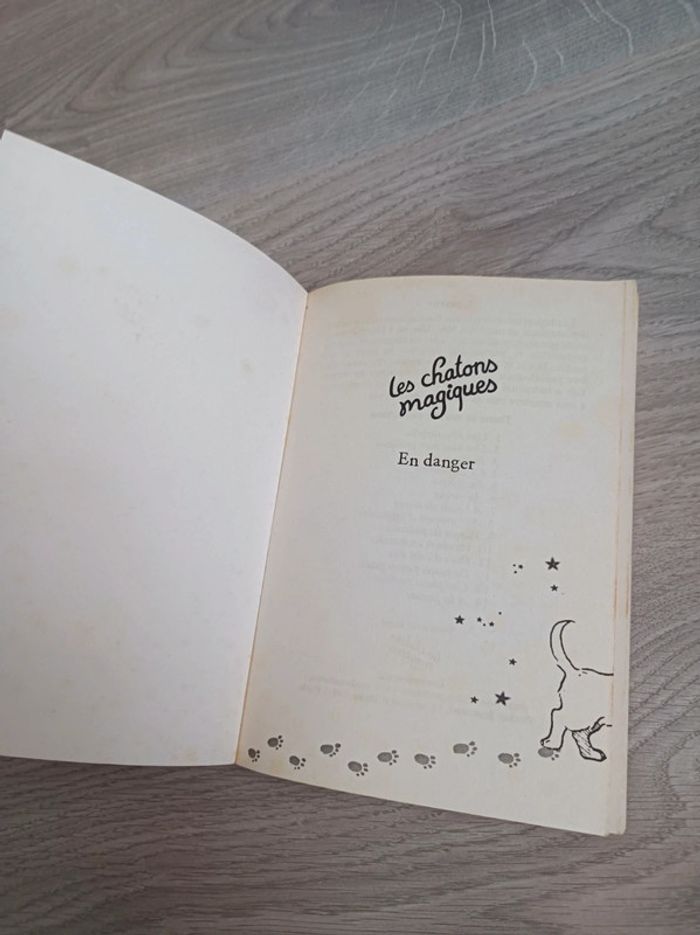 les chatons
magiques
En danger